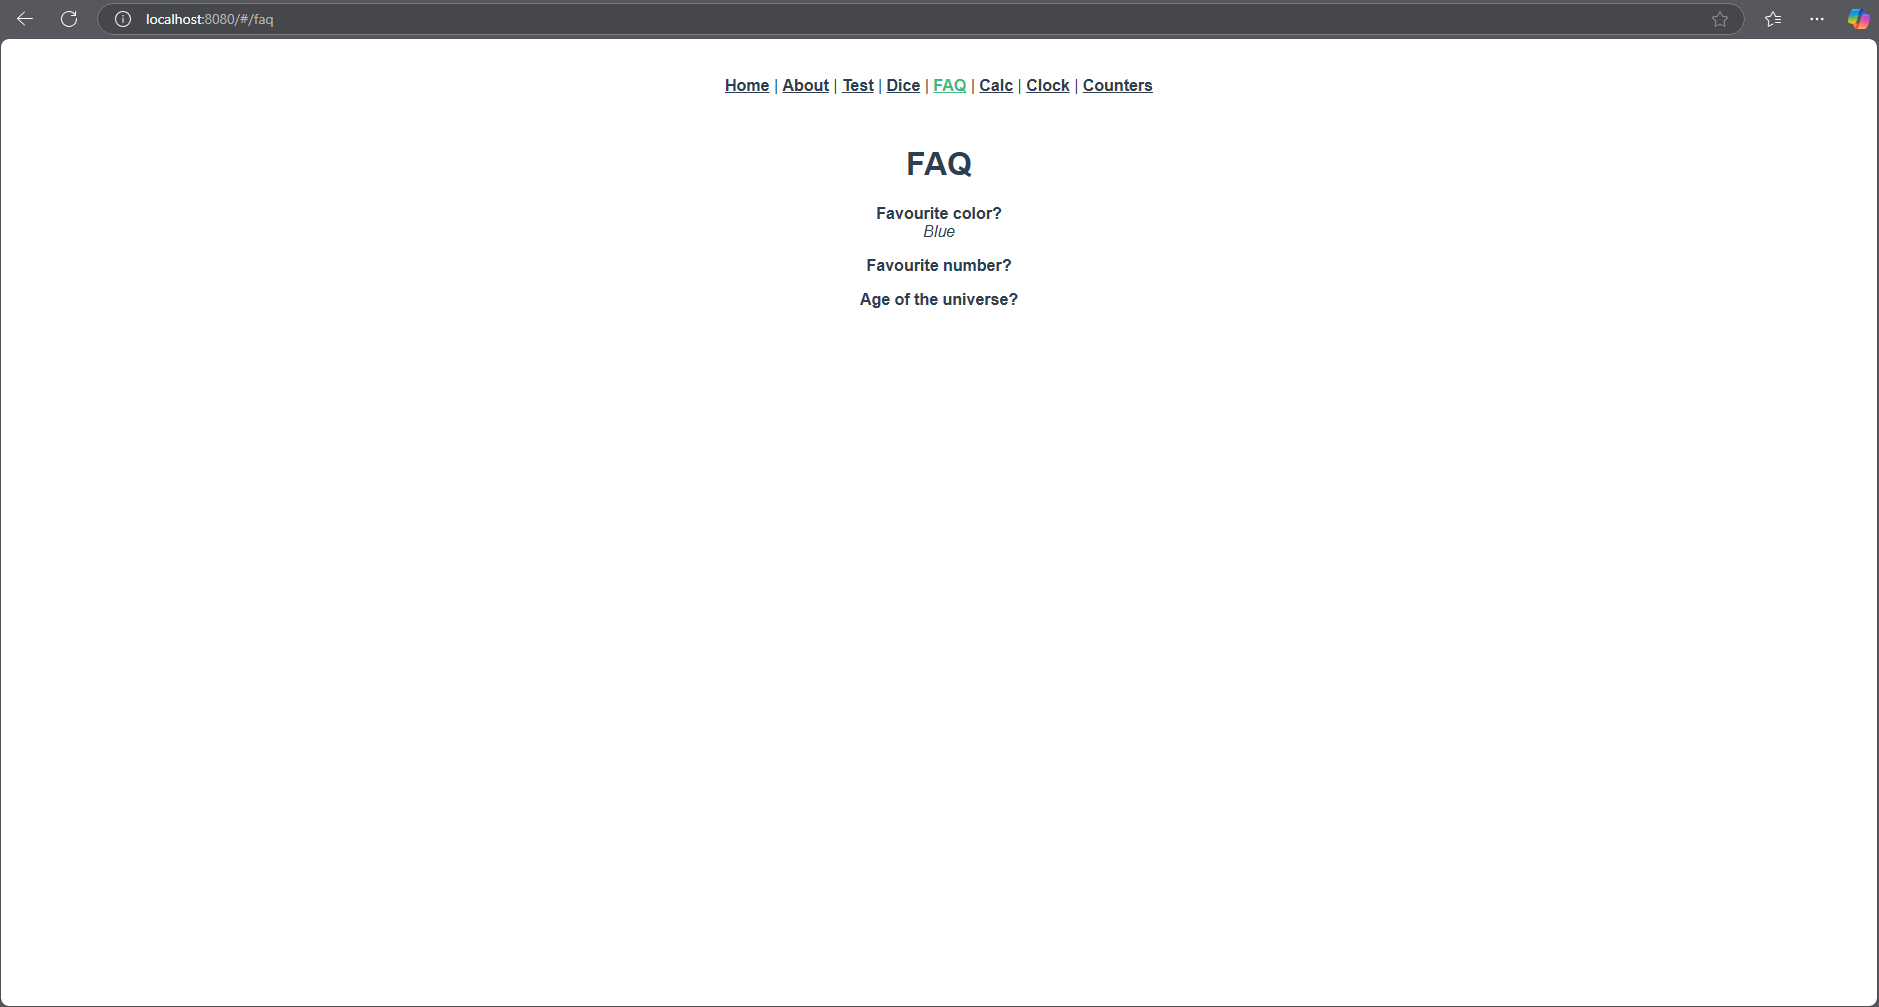 localhost:8080/#/faq
Home | About | Test | Dice | FAQ | Calc | Clock | Counters
FAQ
Favourite color?
Blue
Favourite number?
Age of the universe?